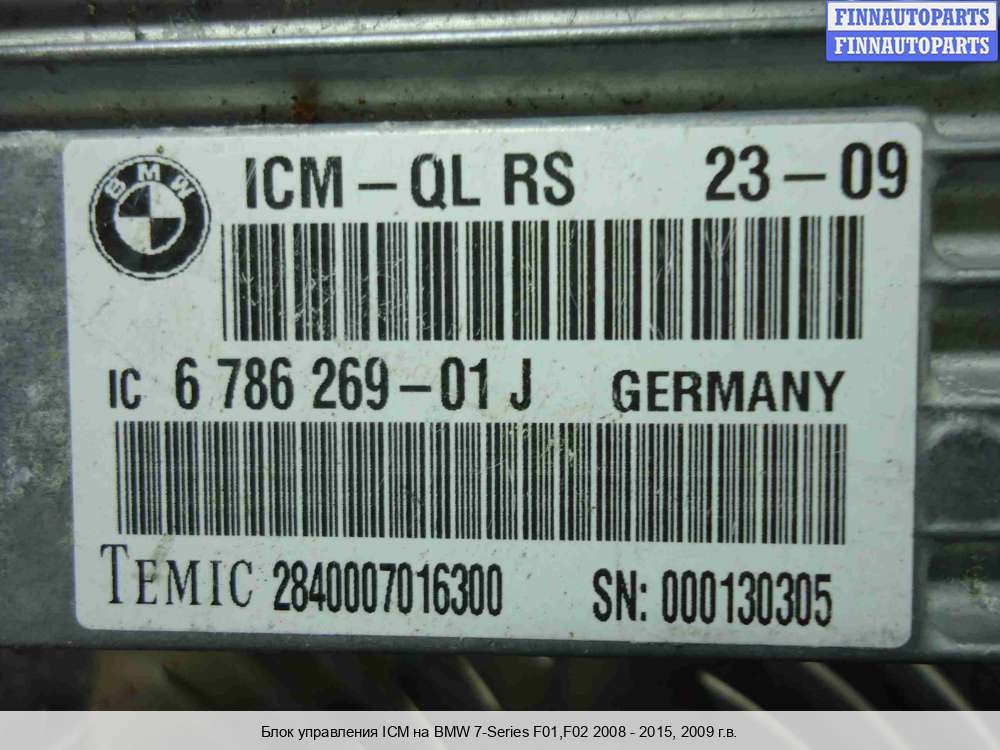 FINNAUTOPARTS
FINNAUTOPARTS
BMW
ICM – QL RS 23 – 09
IC 6 786 269–01 J GERMANY
TEMIC 2840007016300 SN: 000130305
Блок управления ICM на BMW 7-Series F01,F02 2008 - 2015, 2009 г.в.